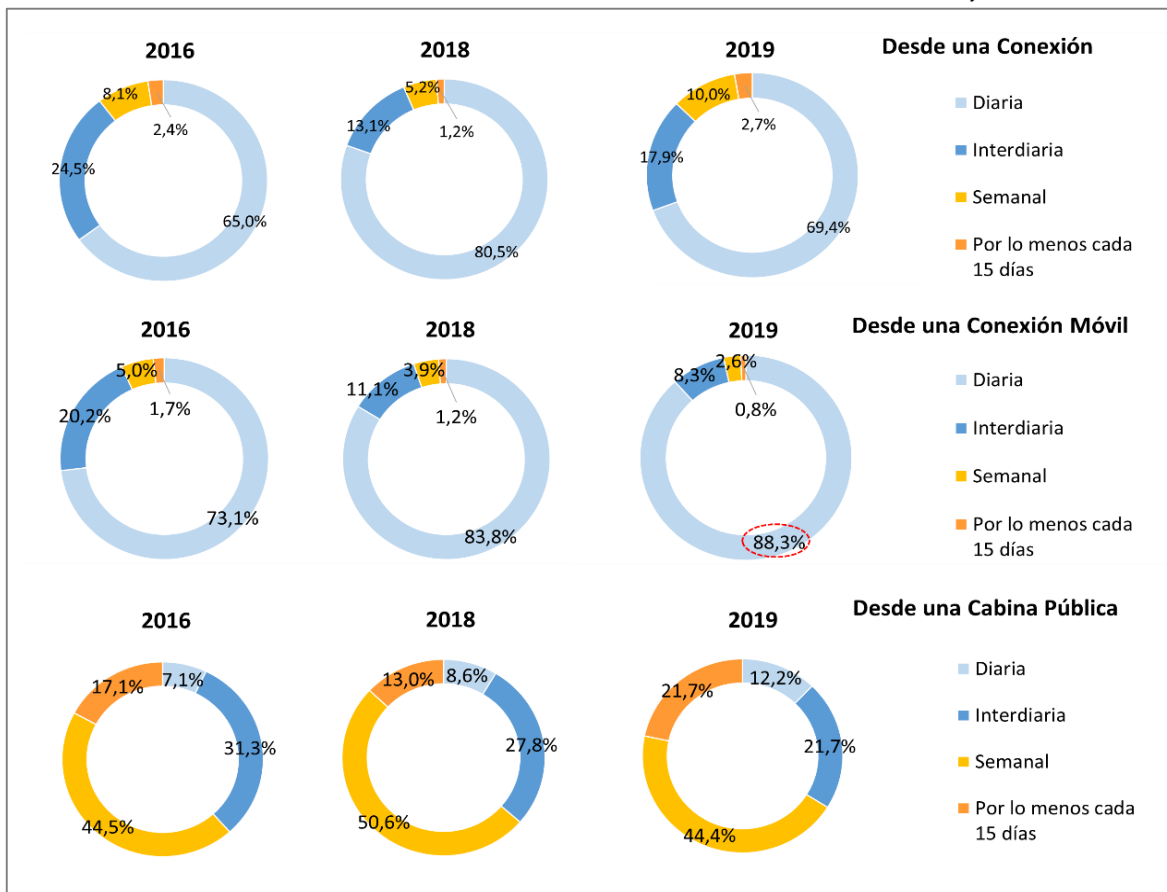 2016
2018
2019
Desde una Conexión
8,1%
2,4%
24,5%
65,0%
5,2%
1,2%
13,1%
80,5%
10,0%
2,7%
17,9%
69,4%
Diaria
Interdiaria
Semanal
Por lo menos cada
15 días
2016
2018
2019
Desde una Conexión Móvil
5,0%
1,7%
20,2%
73,1%
3,9%
1,2%
11,1%
83,8%
2,6%
0,8%
8,3%
88,3%
Diaria
Interdiaria
Semanal
Por lo menos cada
15 días
2016
2018
2019
Desde una Cabina Pública
17,1%
7,1%
31,3%
44,5%
13,0%
8,6%
27,8%
50,6%
21,7%
12,2%
21,7%
44,4%
Diaria
Interdiaria
Semanal
Por lo menos cada
15 días